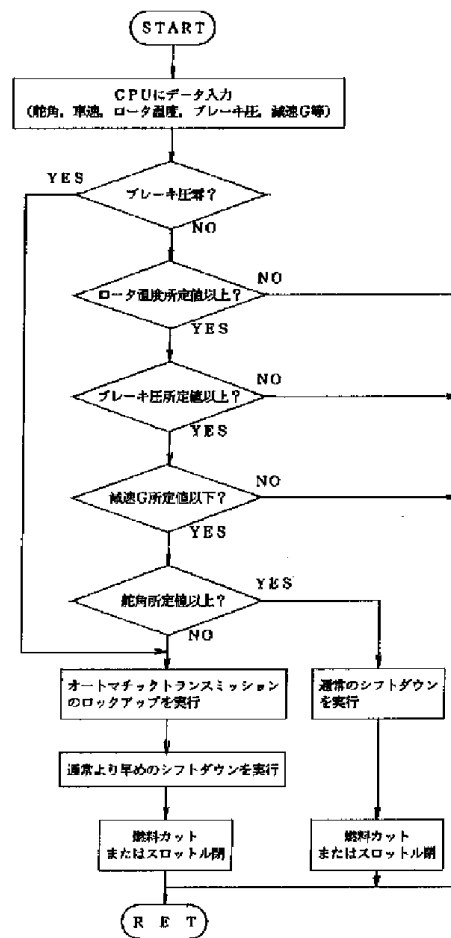 START
CPUにデータ入力
(舵角，車速，ロータ温度，ブレーキ圧，減速G等)
YES
ブレーキ圧零？
NO
ロータ温度所定値以上？
NO
YES
ブレーキ圧所定値以上？
NO
YES
減速G所定値以下？
NO
YES
舵角所定値以上？
YES
NO
オートマチックトランスミッション
のロックアップを実行
通常のシフトダウン
を実行
通常より早めのシフトダウンを実行
燃料カット
またはスロットル閉
燃料カット
またはスロットル閉
RET